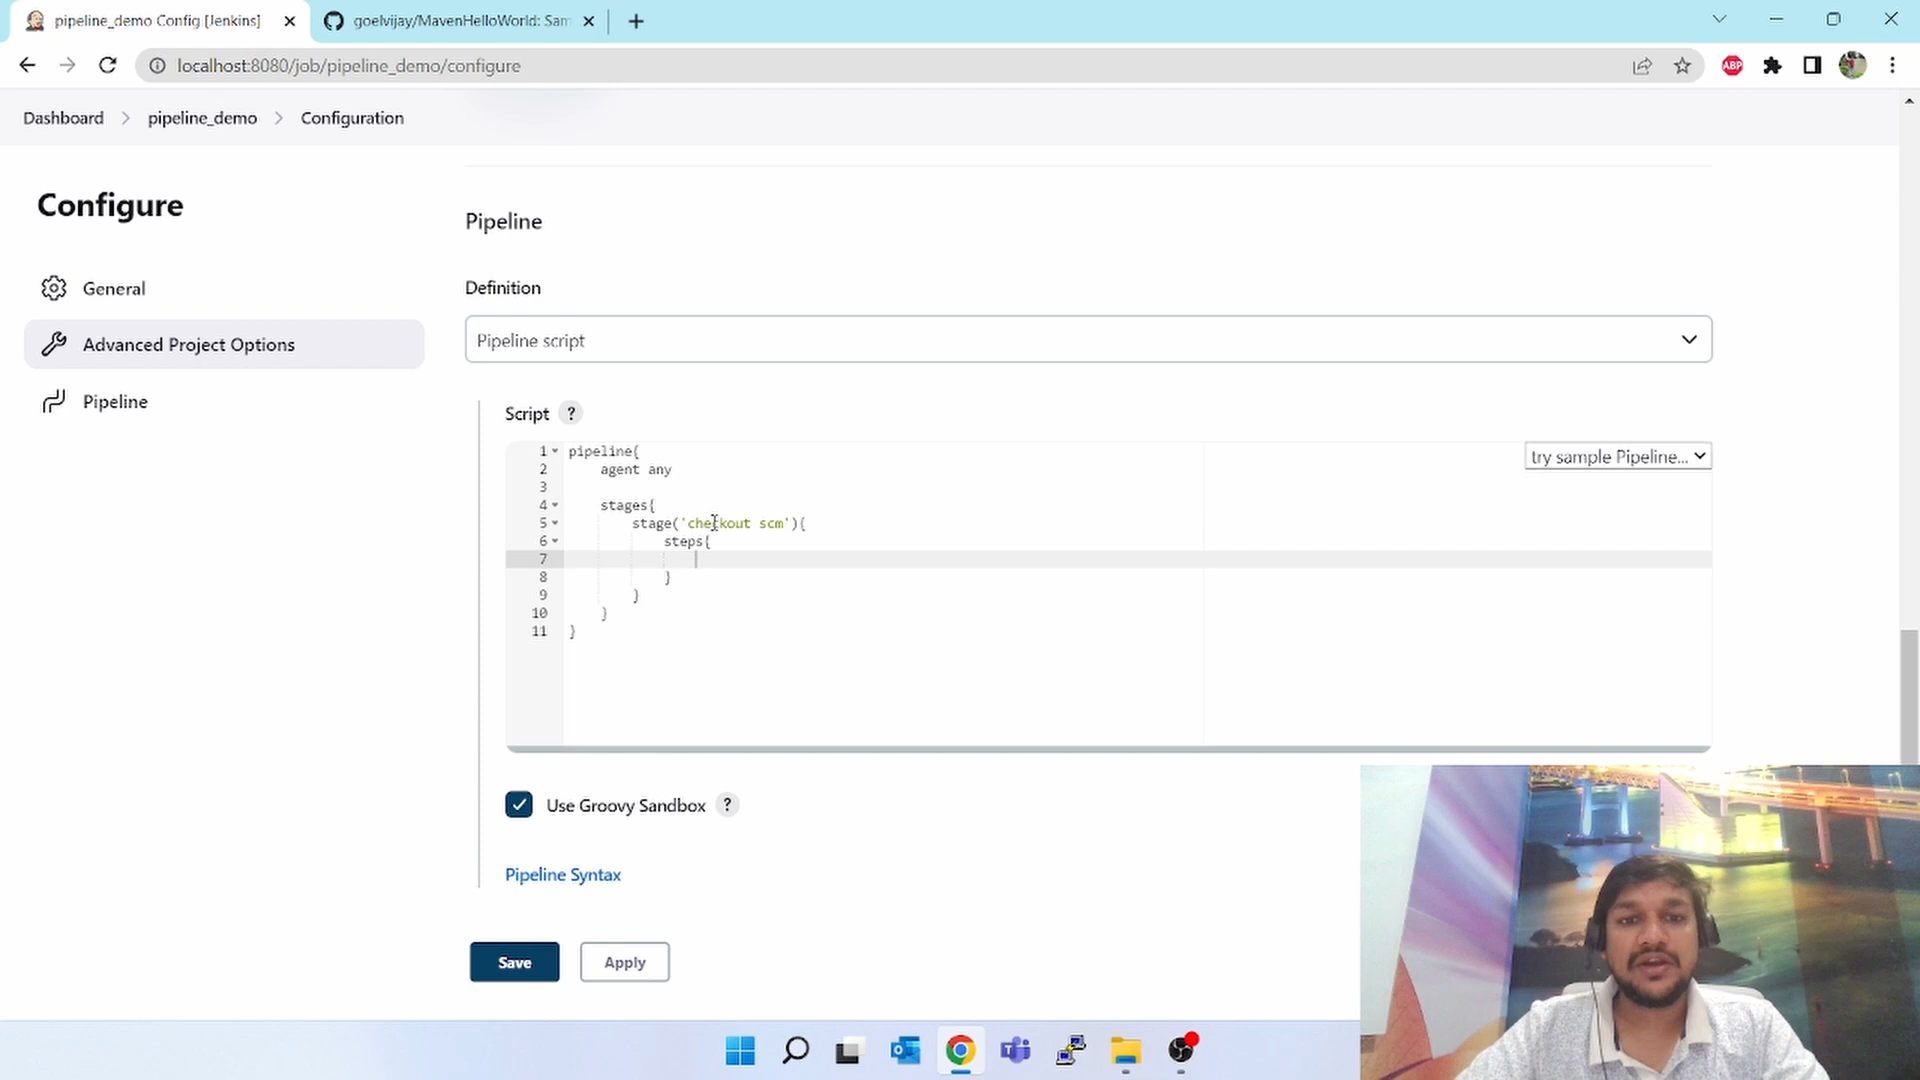 pipeline_demo Config [Jenkins]
goelvijay/MavenHelloWorld: Sam
localhost:8080/job/pipeline_demo/configure
ABP
Dashboard
pipeline_demo
Configuration
Configure
General
Advanced Project Options
Pipeline
Pipeline
Definition
Pipeline script
Script ?
try sample Pipeline...
1 pipeline{
2     agent any
3
4     stages{
5         stage('checkout scm'){
6             steps{
7
8             }
9         }
10     }
11 }
Use Groovy Sandbox ?
Pipeline Syntax
Save
Apply